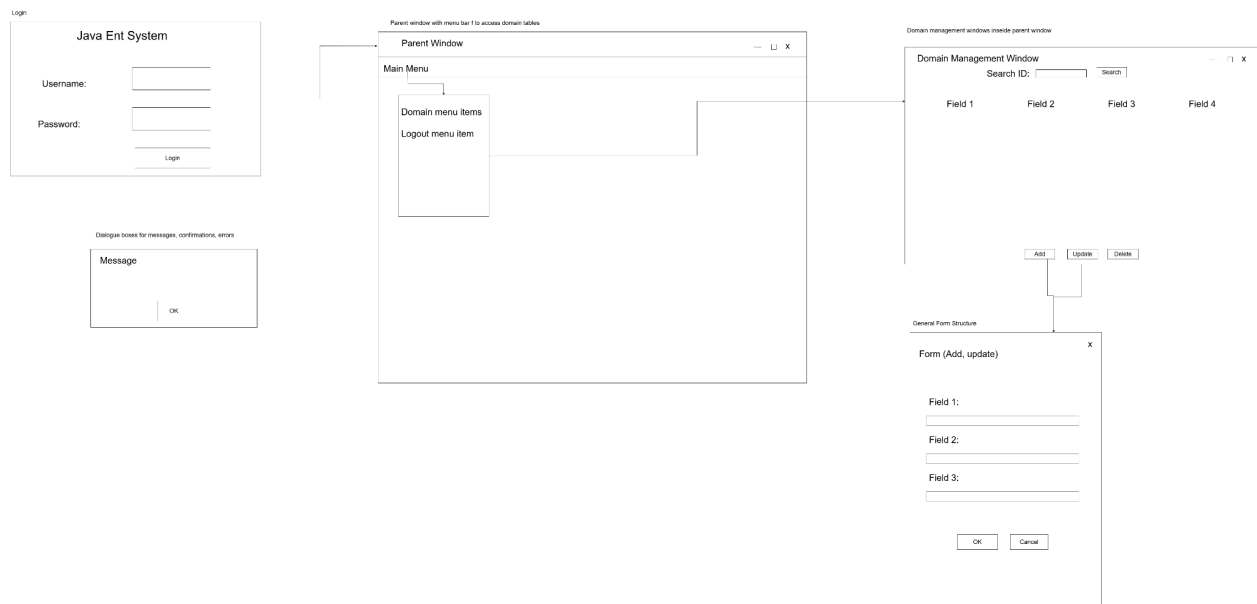 Login
Java Ent System
Username:
Password:
Login
Dialogue boxes for messages, confirmations, errors
Message
OK
Parent window with menu bar f to access domain tables
Parent Window
X
Main Menu
Domain menu items
Logout menu item
Domain management windows inseide parent window
Domain Management Window
X
Search ID:
Search
Field 1 Field 2 Field 3 Field 4
Add Update Delete
General Form Structure
X
Form (Add, update)
Field 1:
Field 2:
Field 3:
OK Cancel